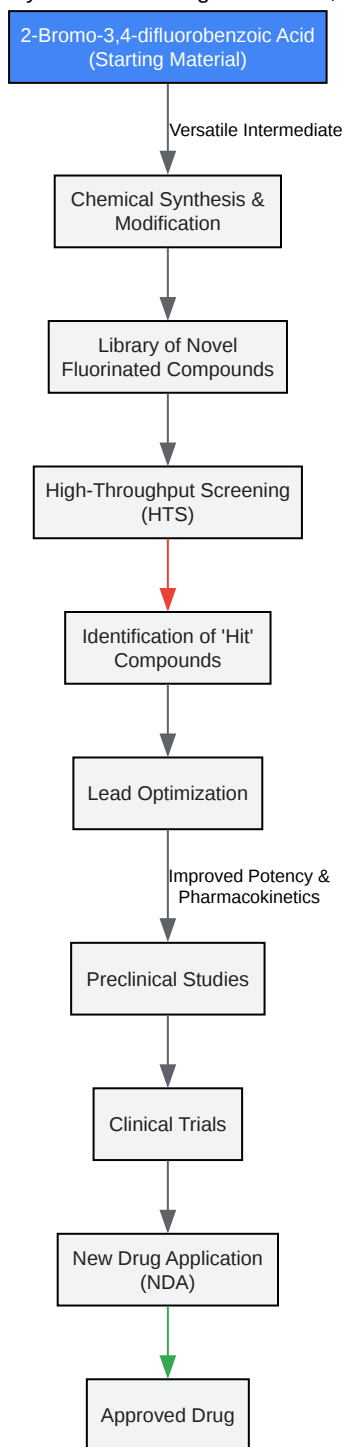 2-Bromo-3,4-difluorobenzoic Acid
(Starting Material)
Versatile Intermediate
Chemical Synthesis &
Modification
Library of Novel
Fluorinated Compounds
High-Throughput Screening
(HTS)
Identification of 'Hit'
Compounds
Lead Optimization
Improved Potency &
Pharmacokinetics
Preclinical Studies
Clinical Trials
New Drug Application
(NDA)
Approved Drug